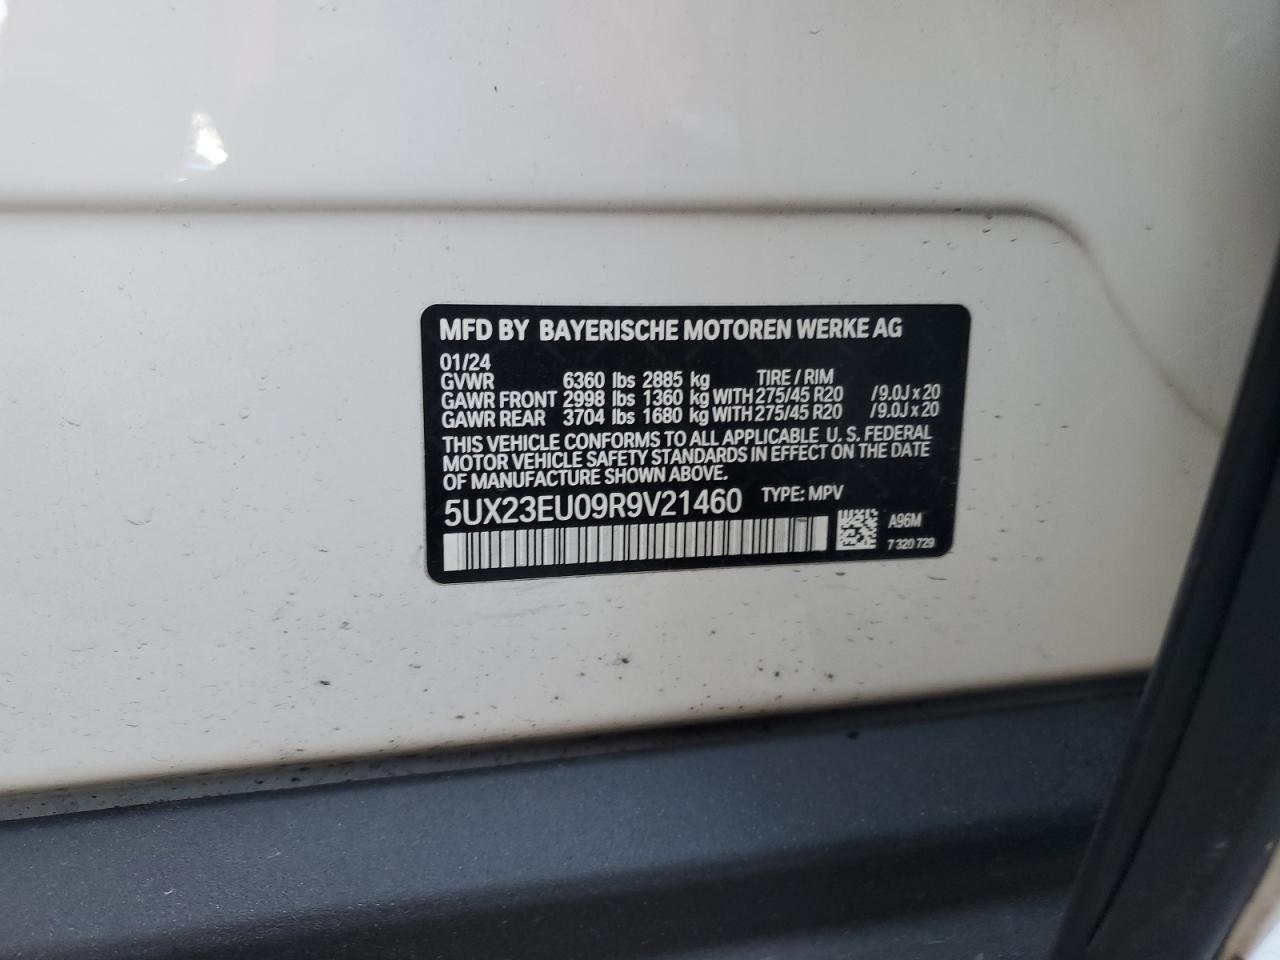 MFD BY BAYERISCHE MOTOREN WERKE AG
01/24
GVWR 6360 lbs 2885 kg TIRE / RIM
GAWR FRONT 2998 lbs 1360 kg WITH 275/45 R20 /9.0J x 20
GAWR REAR 3704 lbs 1680 kg WITH 275/45 R20 /9.0J x 20
THIS VEHICLE CONFORMS TO ALL APPLICABLE U. S. FEDERAL
MOTOR VEHICLE SAFETY STANDARDS IN EFFECT ON THE DATE
OF MANUFACTURE SHOWN ABOVE.
5UX23EU09R9V21460 TYPE: MPV
A96M
7 320 729